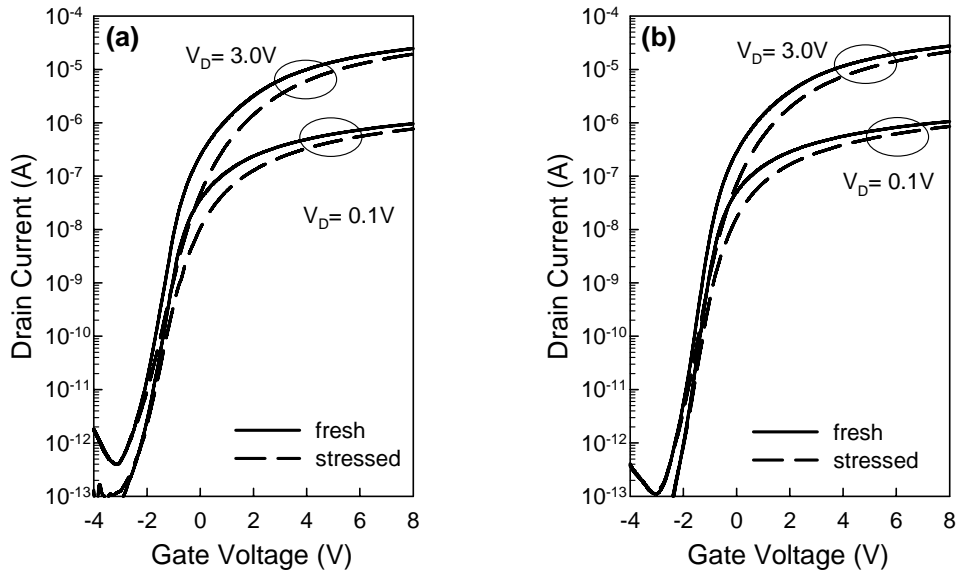 (a)
V_D= 3.0V
V_D= 0.1V
fresh
stressed
10^-4
10^-5
10^-6
10^-7
10^-8
10^-9
10^-10
10^-11
10^-12
10^-13
-4 -2 0 2 4 6 8
Gate Voltage (V)
Drain Current (A)
(b)
V_D= 3.0V
V_D= 0.1V
fresh
stressed
10^-4
10^-5
10^-6
10^-7
10^-8
10^-9
10^-10
10^-11
10^-12
10^-13
-4 -2 0 2 4 6 8
Gate Voltage (V)
Drain Current (A)